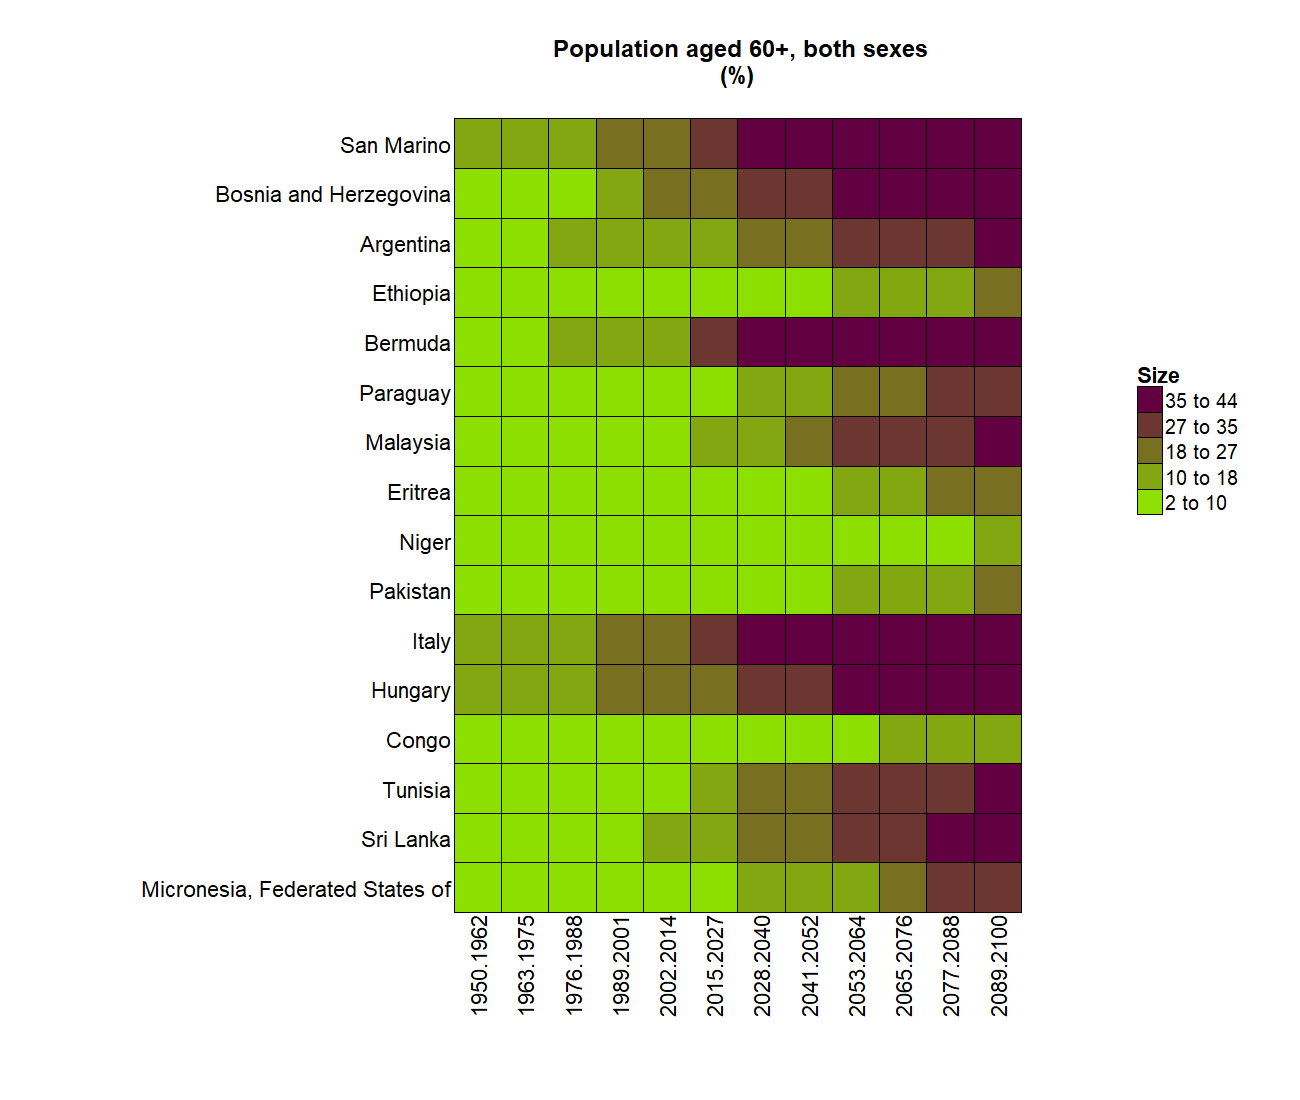 Population aged 60+, both sexes
(%)
San Marino
Bosnia and Herzegovina
Argentina
Ethiopia
Bermuda
Paraguay
Malaysia
Eritrea
Niger
Pakistan
Italy
Hungary
Congo
Tunisia
Sri Lanka
Micronesia, Federated States of
1950.1962
1963.1975
1976.1988
1989.2001
2002.2014
2015.2027
2028.2040
2041.2052
2053.2064
2065.2076
2077.2088
2089.2100
Size
35 to 44
27 to 35
18 to 27
10 to 18
2 to 10